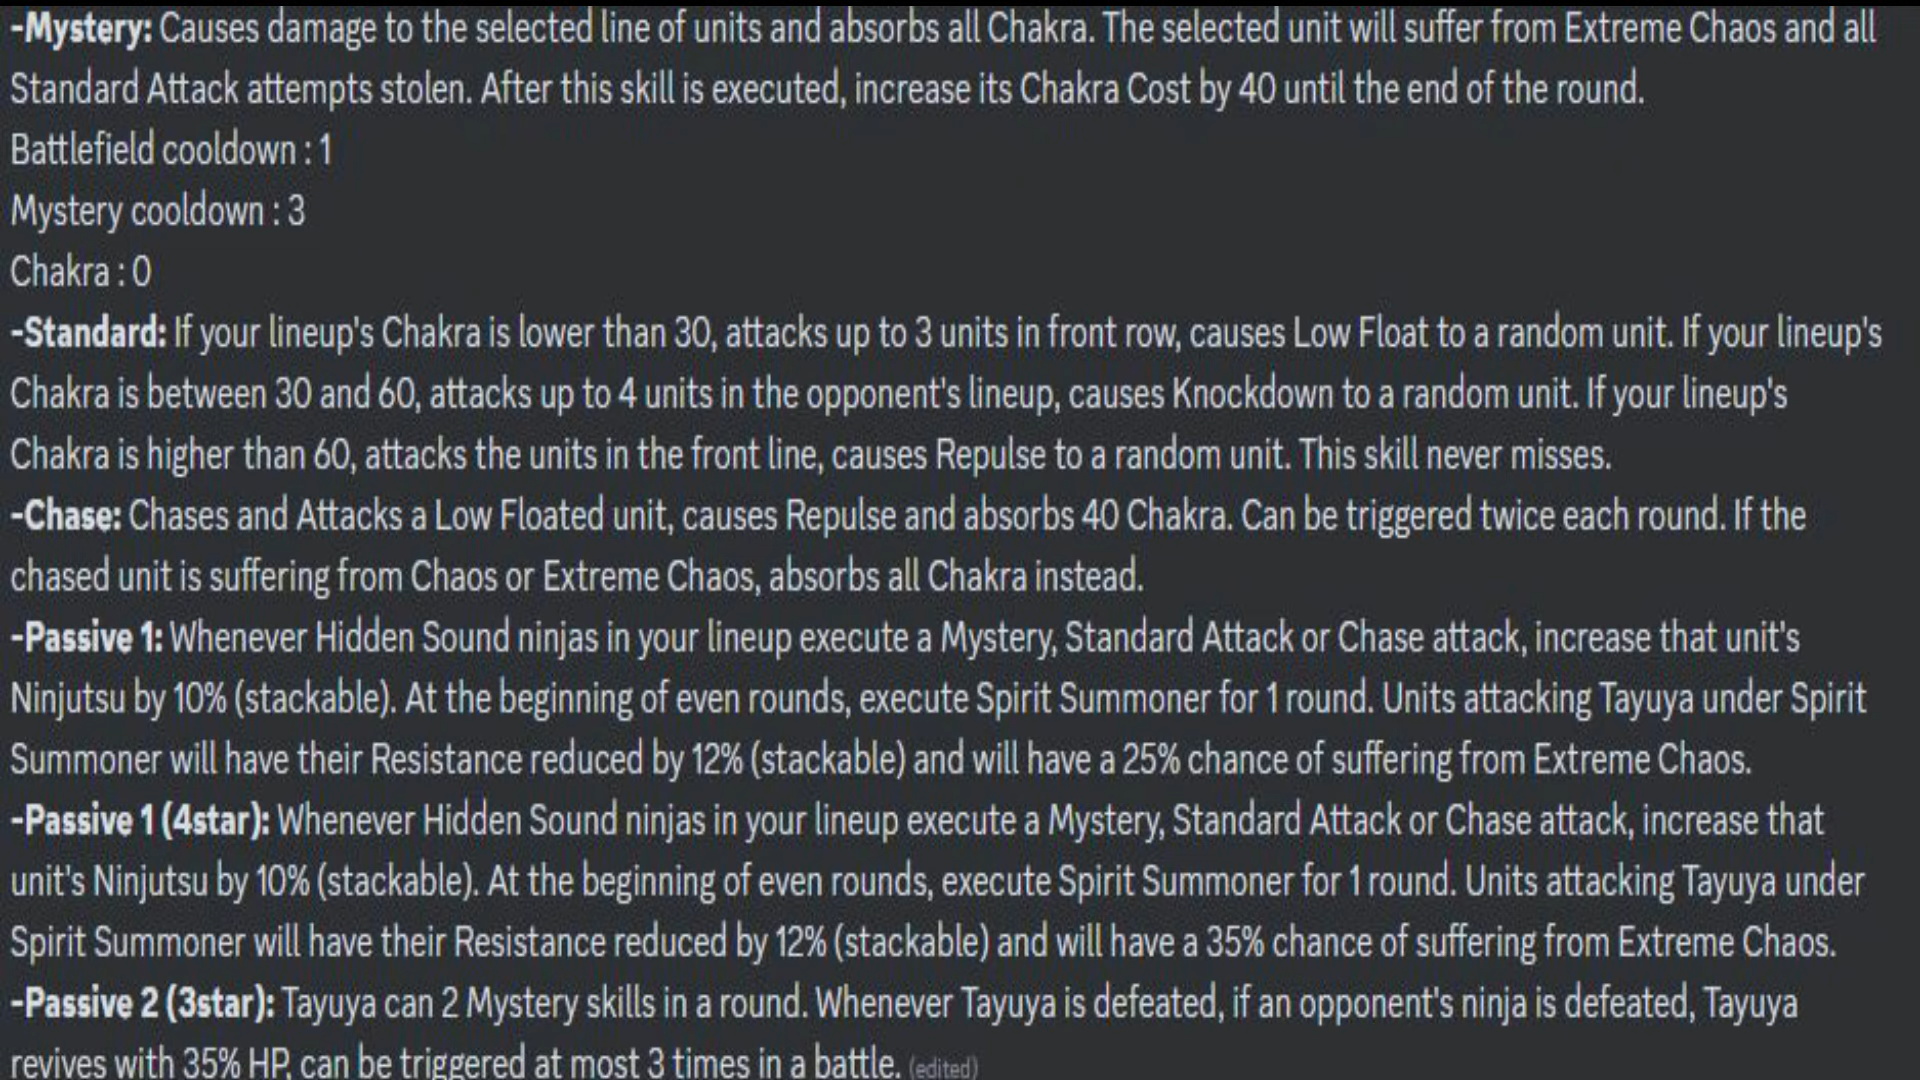 -Mystery: Causes damage to the selected line of units and absorbs all Chakra. The selected unit will suffer from Extreme Chaos and all
Standard Attack attempts stolen. After this skill is executed, increase its Chakra Cost by 40 until the end of the round.
Battlefield cooldown : 1
Mystery cooldown : 3
Chakra : 0
-Standard: If your lineup's Chakra is lower than 30, attacks up to 3 units in front row, causes Low Float to a random unit. If your lineup's
Chakra is between 30 and 60, attacks up to 4 units in the opponent's lineup, causes Knockdown to a random unit. If your lineup's
Chakra is higher than 60, attacks the units in the front line, causes Repulse to a random unit. This skill never misses.
-Chase: Chases and Attacks a Low Floated unit, causes Repulse and absorbs 40 Chakra. Can be triggered twice each round. If the
chased unit is suffering from Chaos or Extreme Chaos, absorbs all Chakra instead.
-Passive 1: Whenever Hidden Sound ninjas in your lineup execute a Mystery, Standard Attack or Chase attack, increase that unit's
Ninjutsu by 10% (stackable). At the beginning of even rounds, execute Spirit Summoner for 1 round. Units attacking Tayuya under Spirit
Summoner will have their Resistance reduced by 12% (stackable) and will have a 25% chance of suffering from Extreme Chaos.
-Passive 1 (4star): Whenever Hidden Sound ninjas in your lineup execute a Mystery, Standard Attack or Chase attack, increase that
unit's Ninjutsu by 10% (stackable). At the beginning of even rounds, execute Spirit Summoner for 1 round. Units attacking Tayuya under
Spirit Summoner will have their Resistance reduced by 12% (stackable) and will have a 35% chance of suffering from Extreme Chaos.
-Passive 2 (3star): Tayuya can 2 Mystery skills in a round. Whenever Tayuya is defeated, if an opponent's ninja is defeated, Tayuya
revives with 35% HP, can be triggered at most 3 times in a battle. (edited)